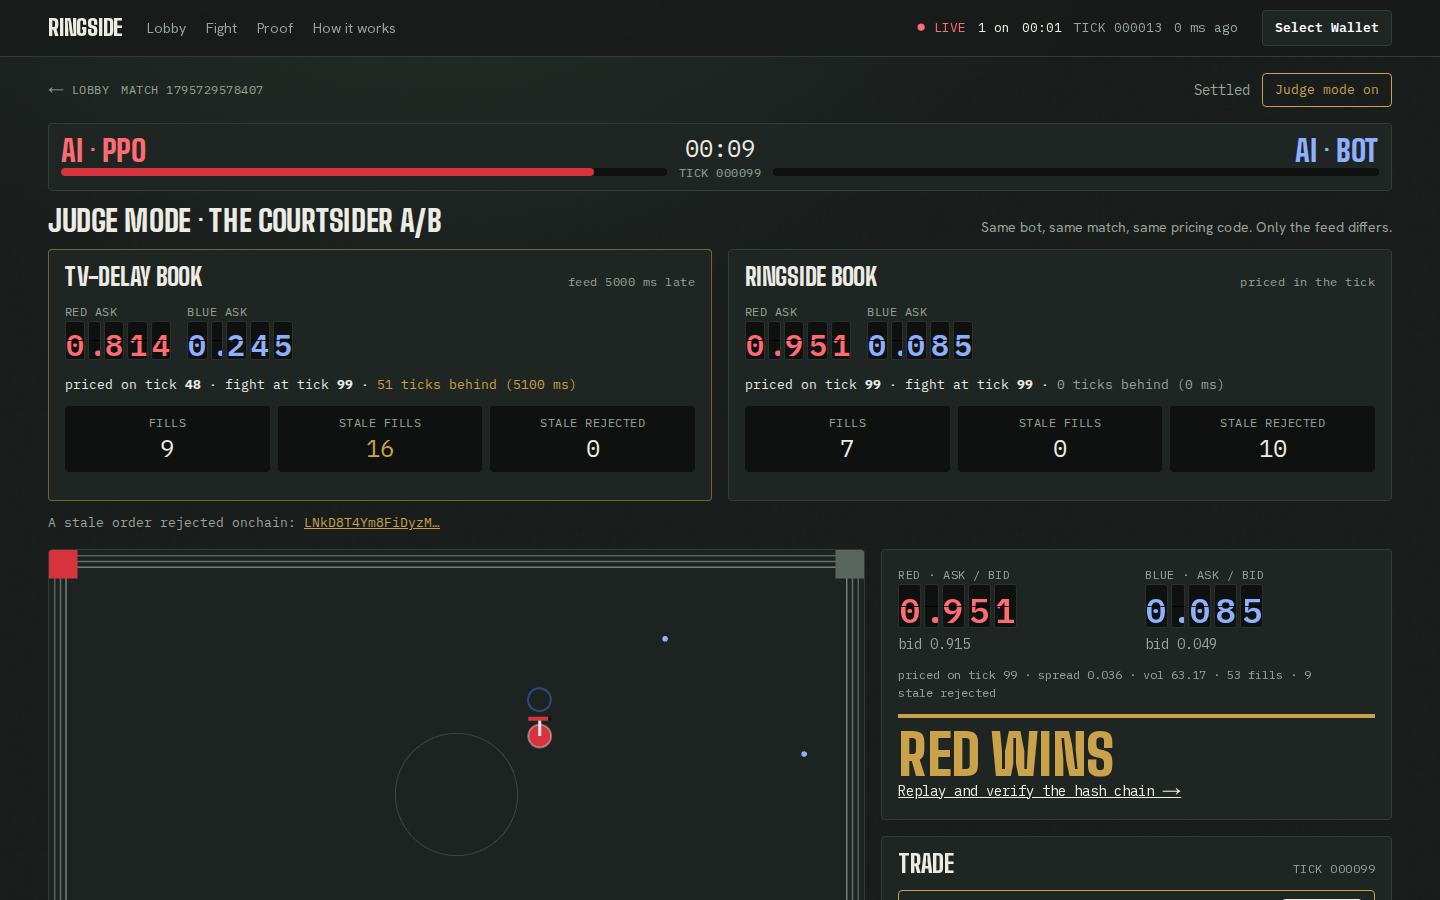 RINGSIDE Lobby Fight Proof How it works
● LIVE 1 on 00:01 TICK 000013 0 ms ago Select Wallet
← LOBBY MATCH 1795729578407
Settled Judge mode on
AI · PPO 00:09 AI · BOT
TICK 000099
JUDGE MODE · THE COURTSIDER A/B
Same bot, same match, same pricing code. Only the feed differs.
TV-DELAY BOOK feed 5000 ms late
RED ASK BLUE ASK
0.814 0.245
priced on tick 48 · fight at tick 99 · 51 ticks behind (5100 ms)
FILLS STALE FILLS STALE REJECTED
9 16 0
RINGSIDE BOOK priced in the tick
RED ASK BLUE ASK
0.951 0.085
priced on tick 99 · fight at tick 99 · 0 ticks behind (0 ms)
FILLS STALE FILLS STALE REJECTED
7 0 10
A stale order rejected onchain: LNkD8T4Ym8FiDyzM…
RED · ASK / BID BLUE · ASK / BID
0.951 0.085
bid 0.915 bid 0.049
priced on tick 99 · spread 0.036 · vol 63.17 · 53 fills · 9
stale rejected
RED WINS
Replay and verify the hash chain →
TRADE TICK 000099